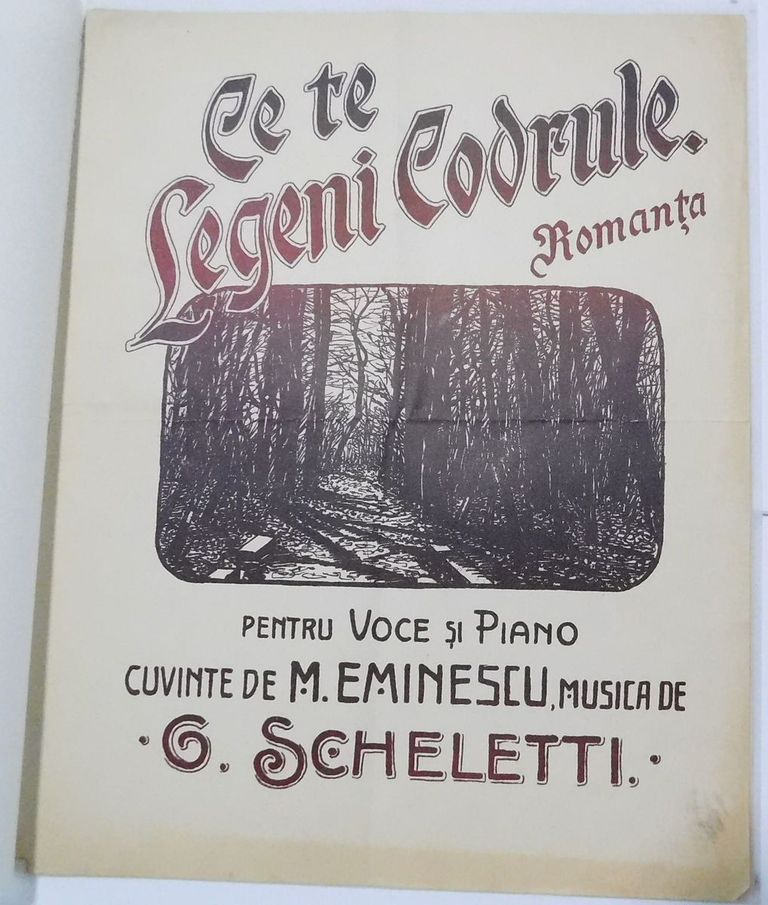 Ce te
Legeni Codrule.
Romanța
PENTRU VOCE ȘI PIANO
CUVINTE DE M. EMINESCU, MUSICA DE
· G. SCHELETTI. ·